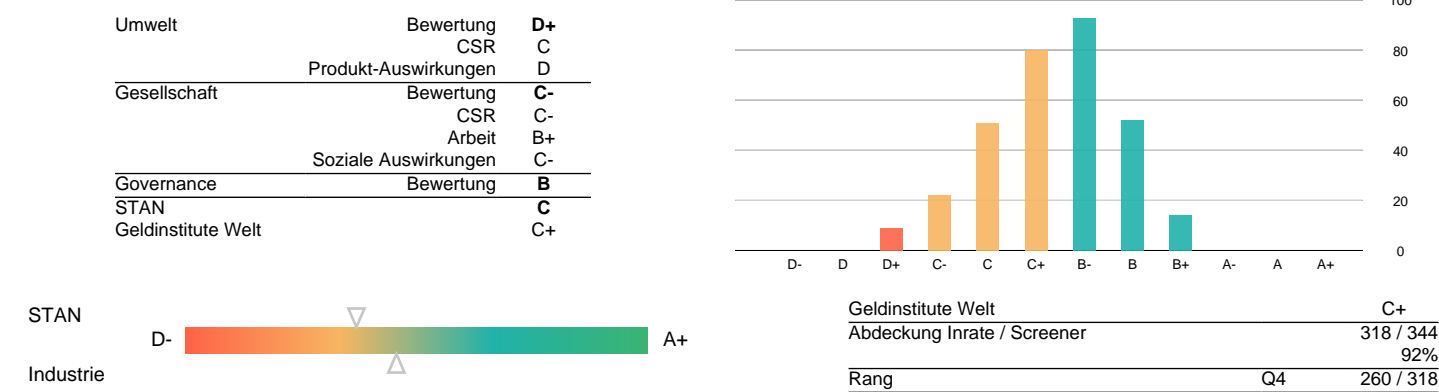 Umwelt Bewertung D+
CSR C
Produkt-Auswirkungen D
Gesellschaft Bewertung C-
CSR C-
Arbeit B+
Soziale Auswirkungen C-
Governance Bewertung B
STAN C
Geldinstitute Welt C+
100
80
60
40
20
0
D- D D+ C- C C+ B- B B+ A- A A+
STAN
D- A+
Industrie
Geldinstitute Welt C+
Abdeckung Inrate / Screener 318 / 344
92%
Rang Q4 260 / 318